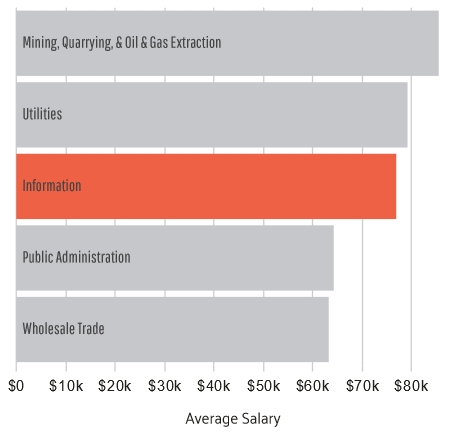 Mining, Quarrying, & Oil & Gas Extraction
Utilities
Information
Public Administration
Wholesale Trade
$0 $10k $20k $30k $40k $50k $60k $70k $80k
Average Salary